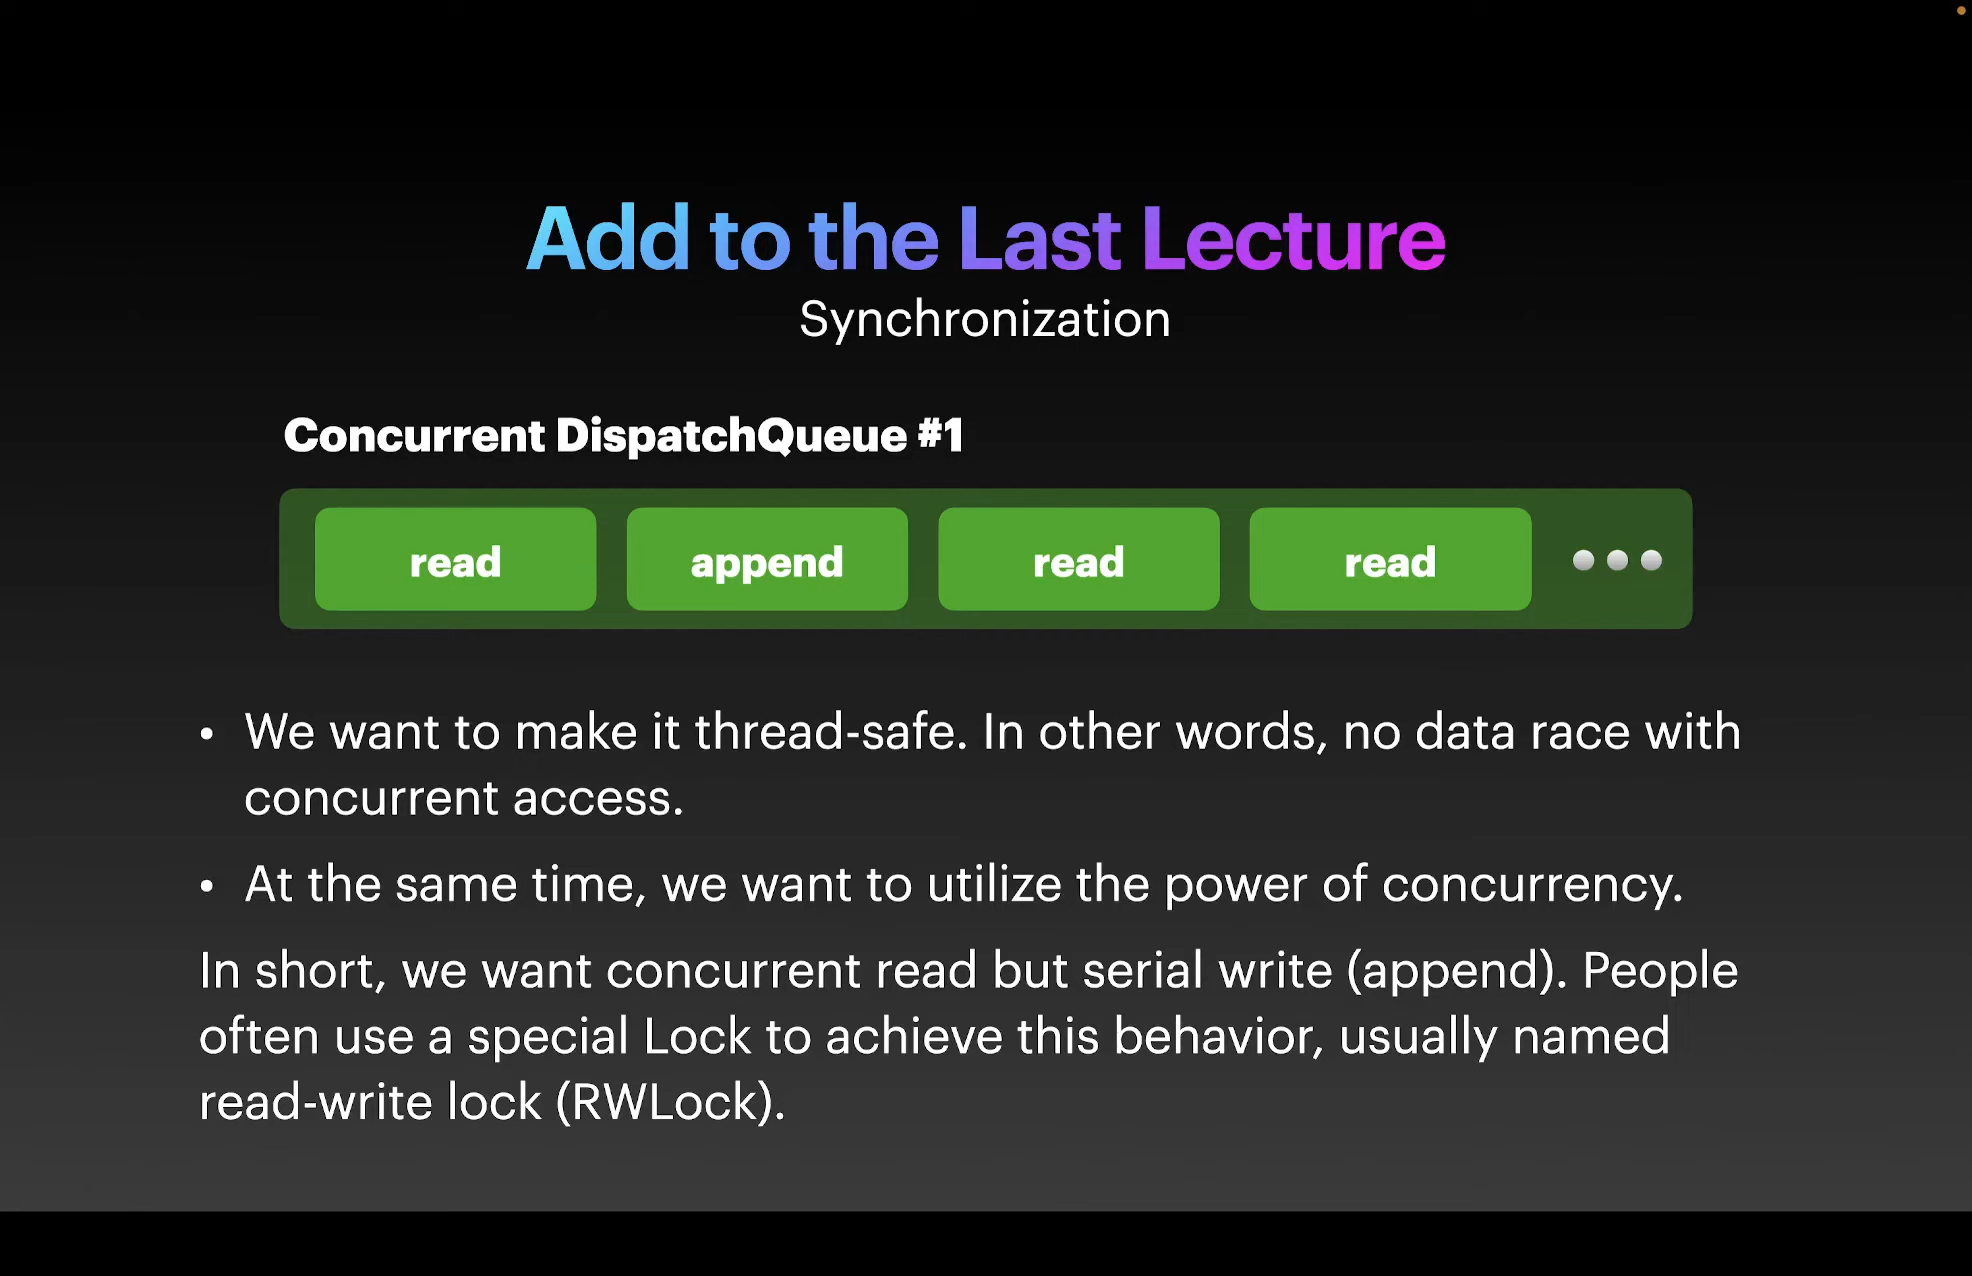 Add to the Last Lecture
Synchronization
Concurrent DispatchQueue #1
read append read read •••
• We want to make it thread-safe. In other words, no data race with
concurrent access.
• At the same time, we want to utilize the power of concurrency.
In short, we want concurrent read but serial write (append). People
often use a special Lock to achieve this behavior, usually named
read-write lock (RWLock).